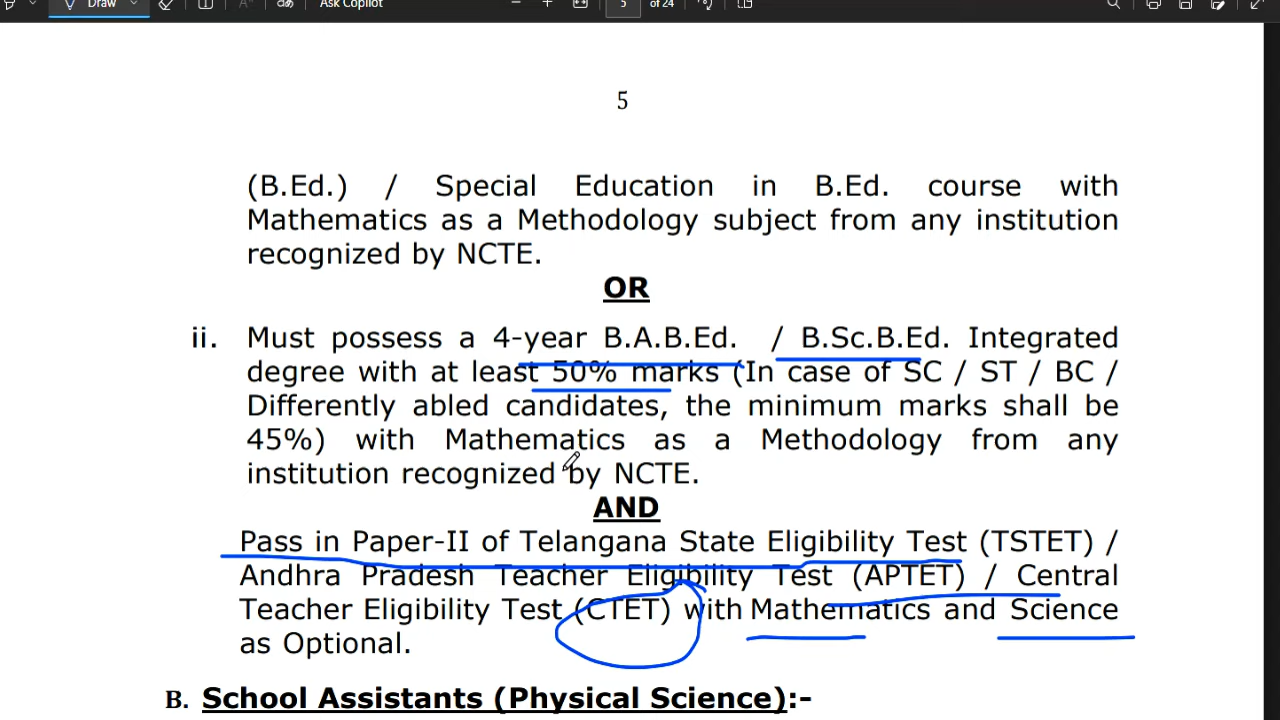 Draw
Ask Copilot
5 of 24
5
(B.Ed.) / Special Education in B.Ed. course with
Mathematics as a Methodology subject from any institution
recognized by NCTE.
OR
ii. Must possess a 4-year B.A.B.Ed. / B.Sc.B.Ed. Integrated
degree with at least 50% marks (In case of SC / ST / BC /
Differently abled candidates, the minimum marks shall be
45%) with Mathematics as a Methodology from any
institution recognized by NCTE.
AND
Pass in Paper-II of Telangana State Eligibility Test (TSTET) /
Andhra Pradesh Teacher Eligibility Test (APTET) / Central
Teacher Eligibility Test (CTET) with Mathematics and Science
as Optional.
B. School Assistants (Physical Science):-